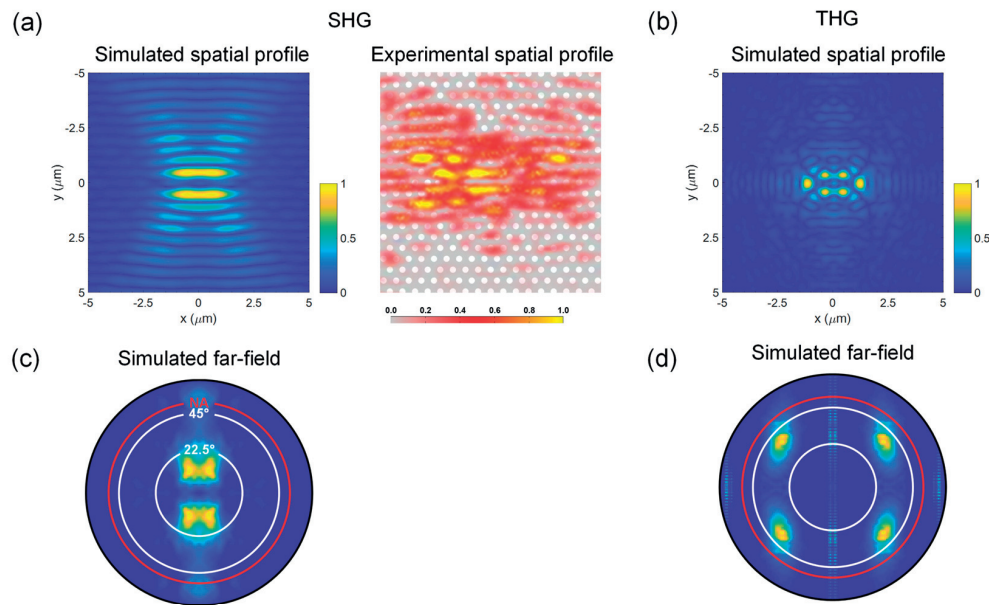 (a)
SHG
(b)
THG
Simulated spatial profile
Experimental spatial profile
Simulated spatial profile
-5
-2.5
0
2.5
5
y (μm)
-5
-2.5
0
2.5
5
x (μm)
1
0.5
0
0.0
0.2
0.4
0.6
0.8
1.0
-5
-2.5
0
2.5
5
y (μm)
-5
-2.5
0
2.5
5
x (μm)
1
0.5
0
(c)
Simulated far-field
NA
45°
22.5°
(d)
Simulated far-field